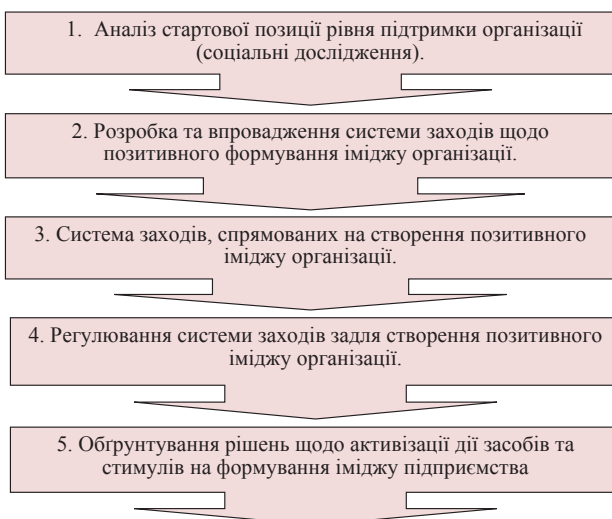 1. Аналіз стартової позиції рівня підтримки організації
(соціальні дослідження).
2. Розробка та впровадження системи заходів щодо
позитивного формування іміджу організації.
3. Система заходів, спрямованих на створення позитивного
іміджу організації.
4. Регулювання системи заходів задля створення позитивного
іміджу організації.
5. Обґрунтування рішень щодо активізації дії засобів та
стимулів на формування іміджу підприємства